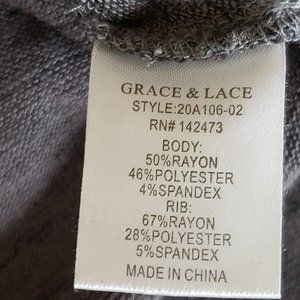 GRACE & LACE
STYLE:20A106-02
RN# 142473
BODY:
50%RAYON
46%POLYESTER
4%SPANDEX
RIB:
67%RAYON
28%POLYESTER
5%SPANDEX
MADE IN CHINA